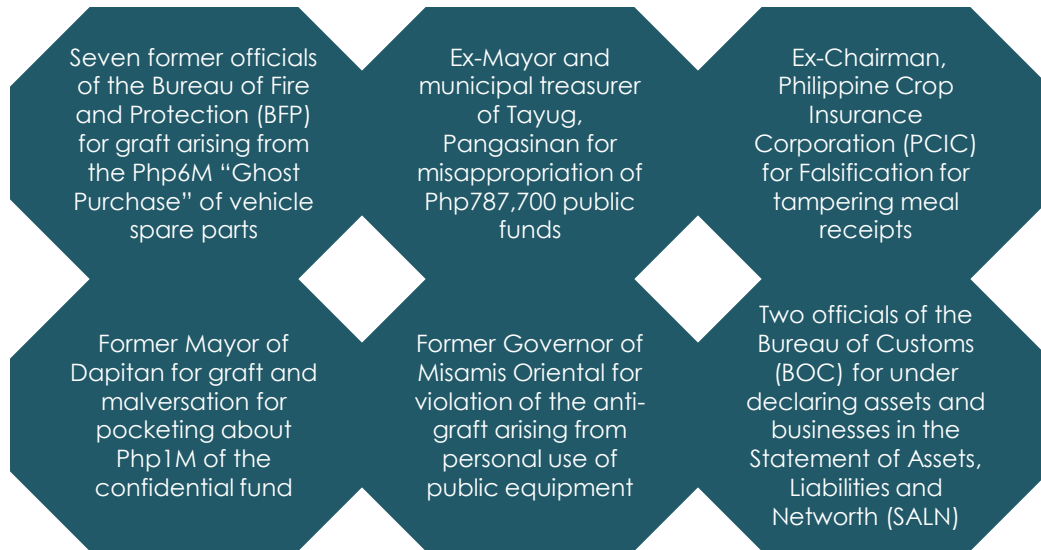 Seven former officials
of the Bureau of Fire
and Protection (BFP)
for graft arising from
the Php6M “Ghost
Purchase” of vehicle
spare parts
Ex-Mayor and
municipal treasurer
of Tayug,
Pangasinan for
misappropriation of
Php787,700 public
funds
Ex-Chairman,
Philippine Crop
Insurance
Corporation (PCIC)
for Falsification for
tampering meal
receipts
Former Mayor of
Dapitan for graft and
malversation for
pocketing about
Php1M of the
confidential fund
Former Governor of
Misamis Oriental for
violation of the anti-
graft arising from
personal use of
public equipment
Two officials of the
Bureau of Customs
(BOC) for under
declaring assets and
businesses in the
Statement of Assets,
Liabilities and
Networth (SALN)